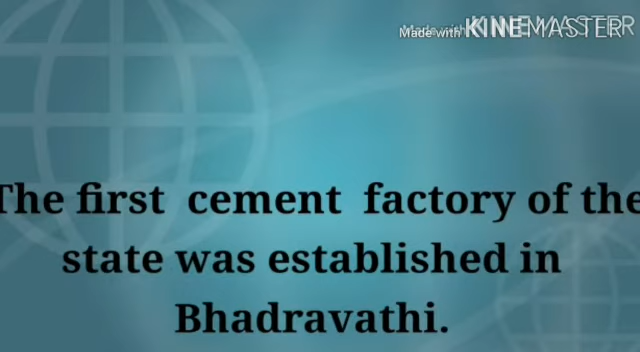 Made with KINEMASTER
The first cement factory of the
state was established in
Bhadravathi.